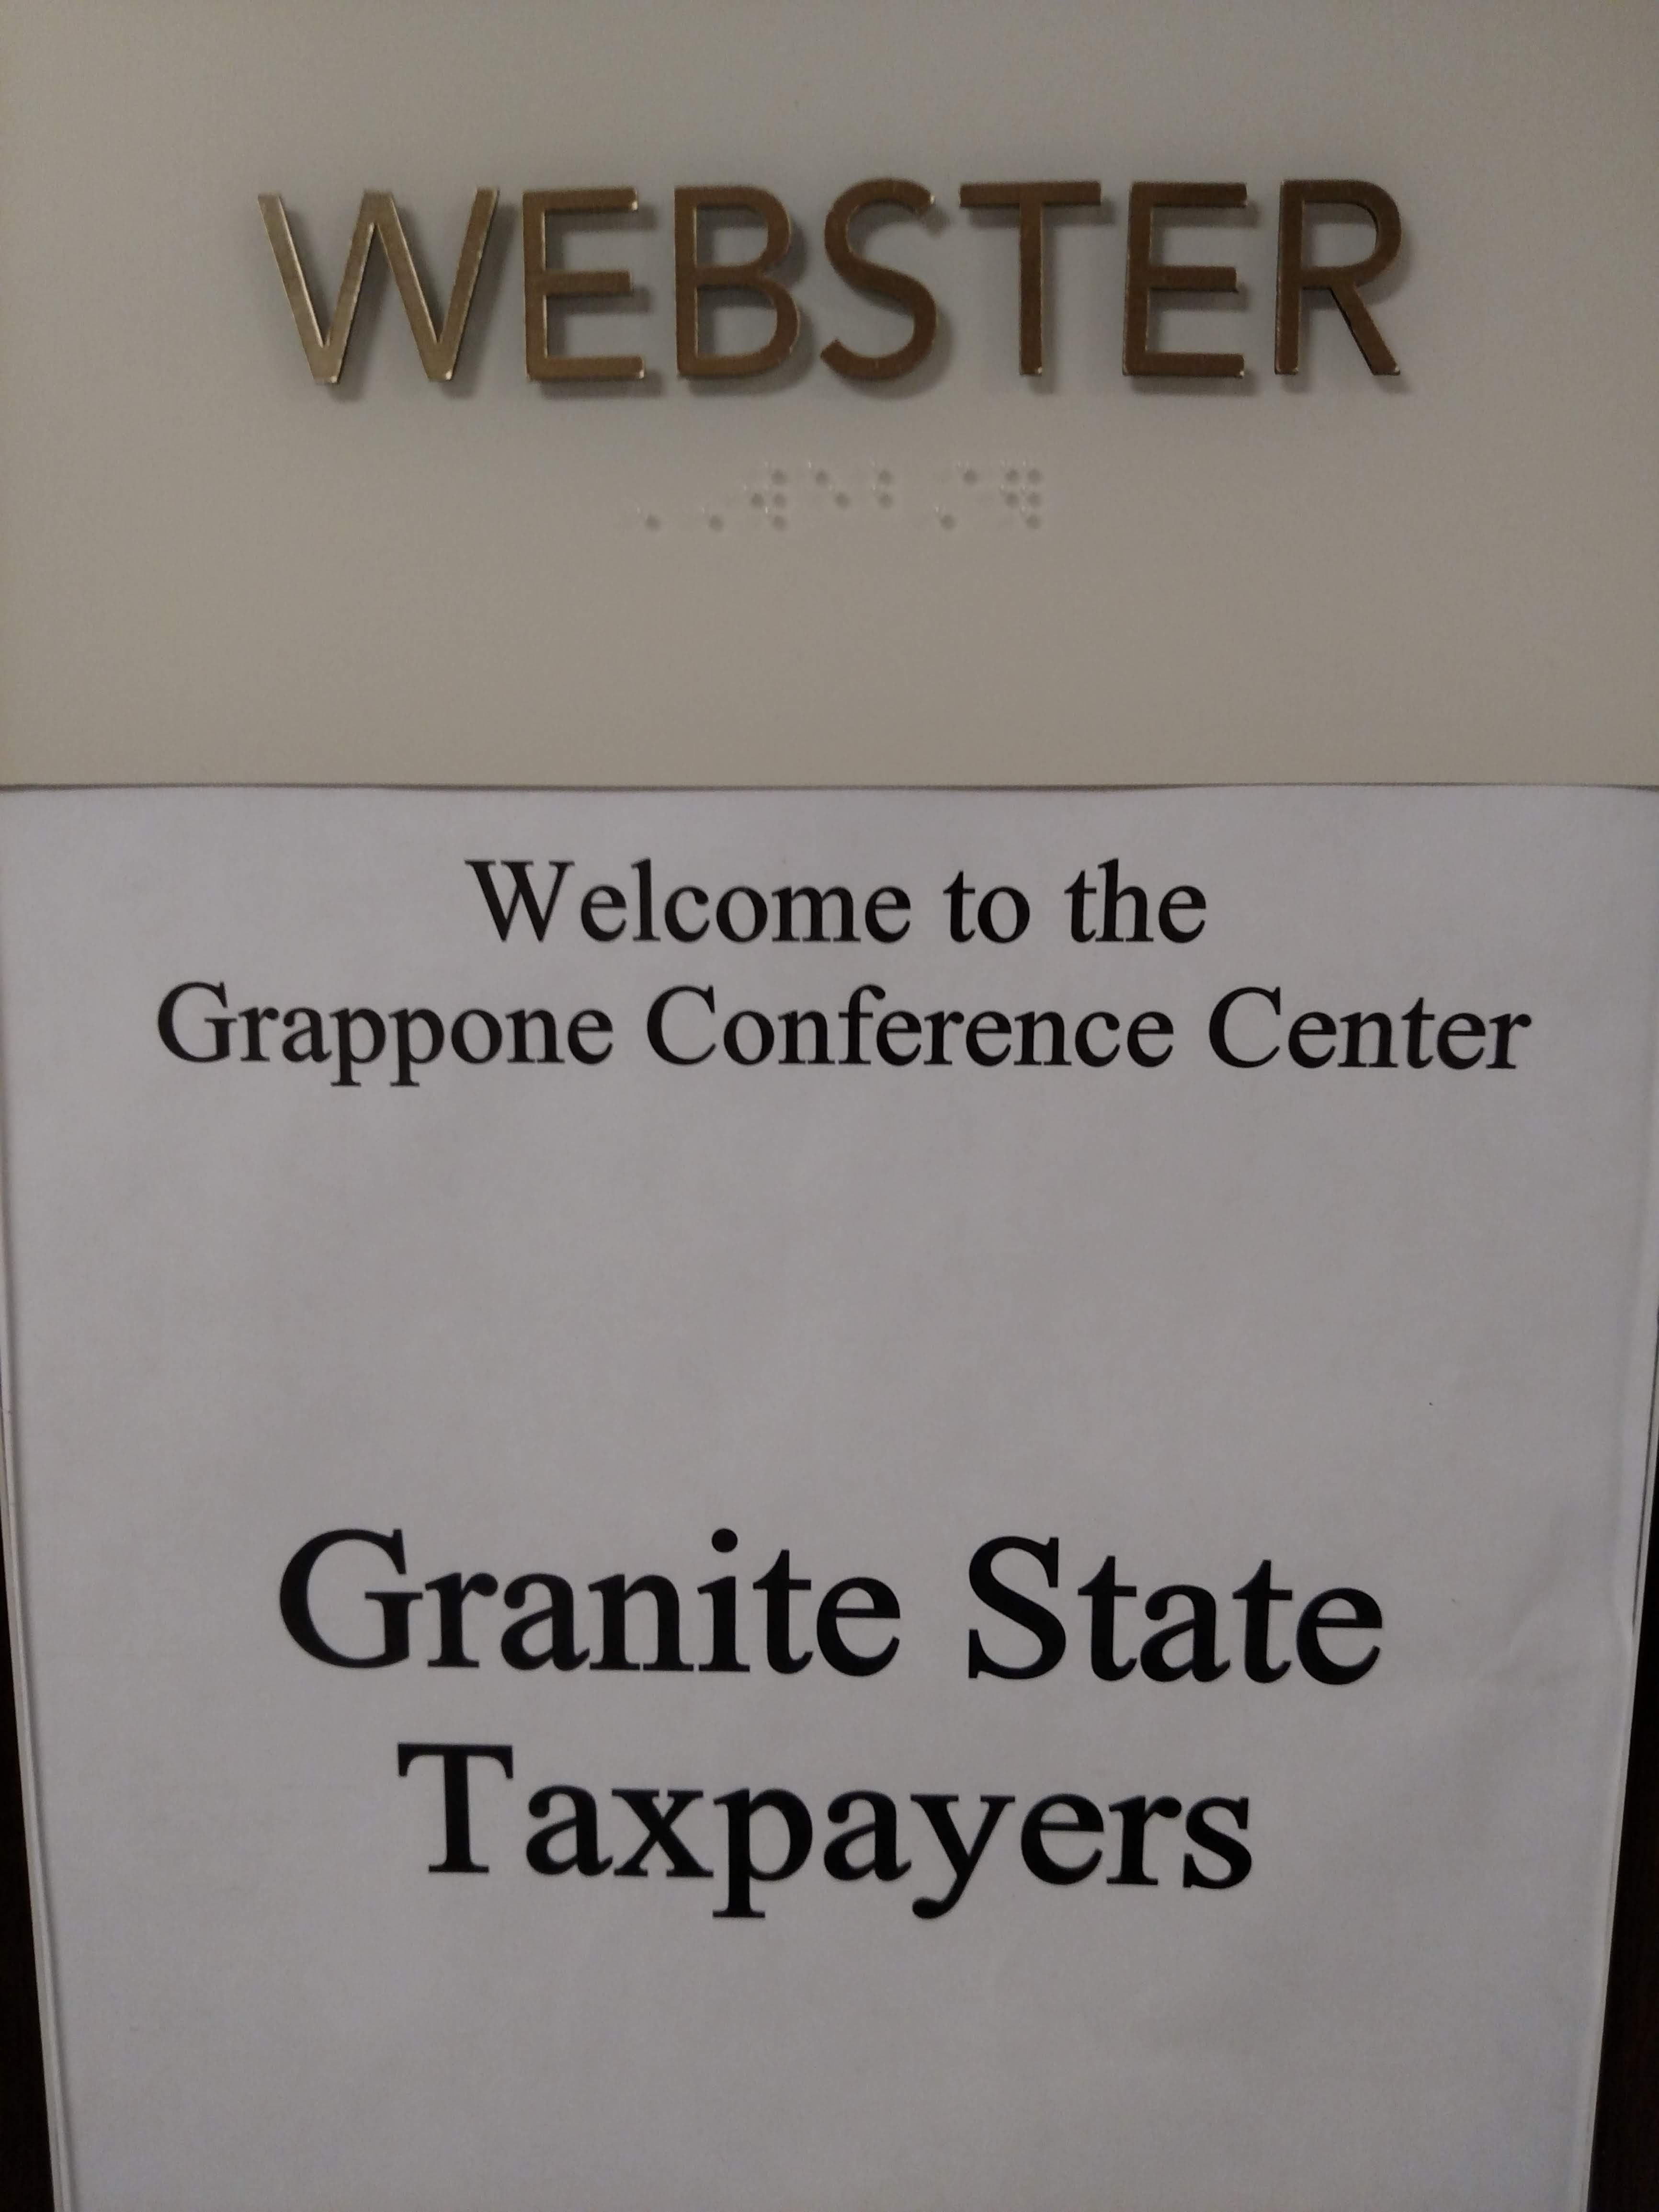 WEBSTER
Welcome to the
Grappone Conference Center
Granite State
Taxpayers